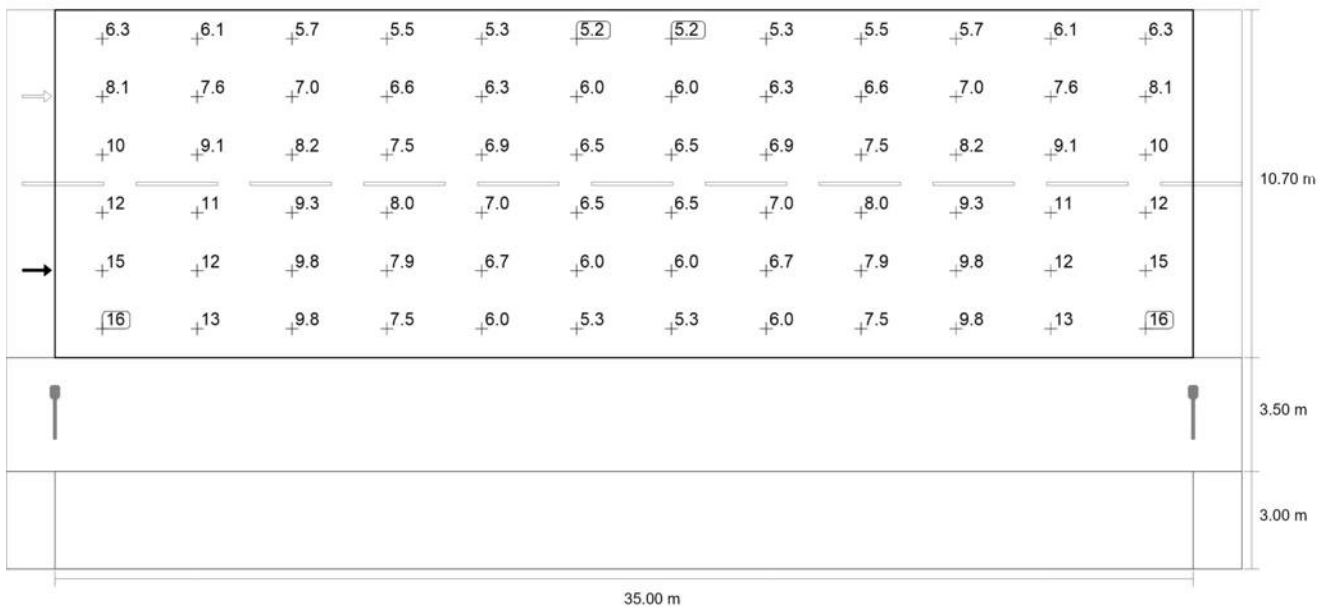 6.3 6.1 5.7 5.5 5.3 5.2 5.2 5.3 5.5 5.7 6.1 6.3
8.1 7.6 7.0 6.6 6.3 6.0 6.0 6.3 6.6 7.0 7.6 8.1
10 9.1 8.2 7.5 6.9 6.5 6.5 6.9 7.5 8.2 9.1 10
10.70 m
12 11 9.3 8.0 7.0 6.5 6.5 7.0 8.0 9.3 11 12
15 12 9.8 7.9 6.7 6.0 6.0 6.7 7.9 9.8 12 15
16 13 9.8 7.5 6.0 5.3 5.3 6.0 7.5 9.8 13 16
3.50 m
3.00 m
35.00 m